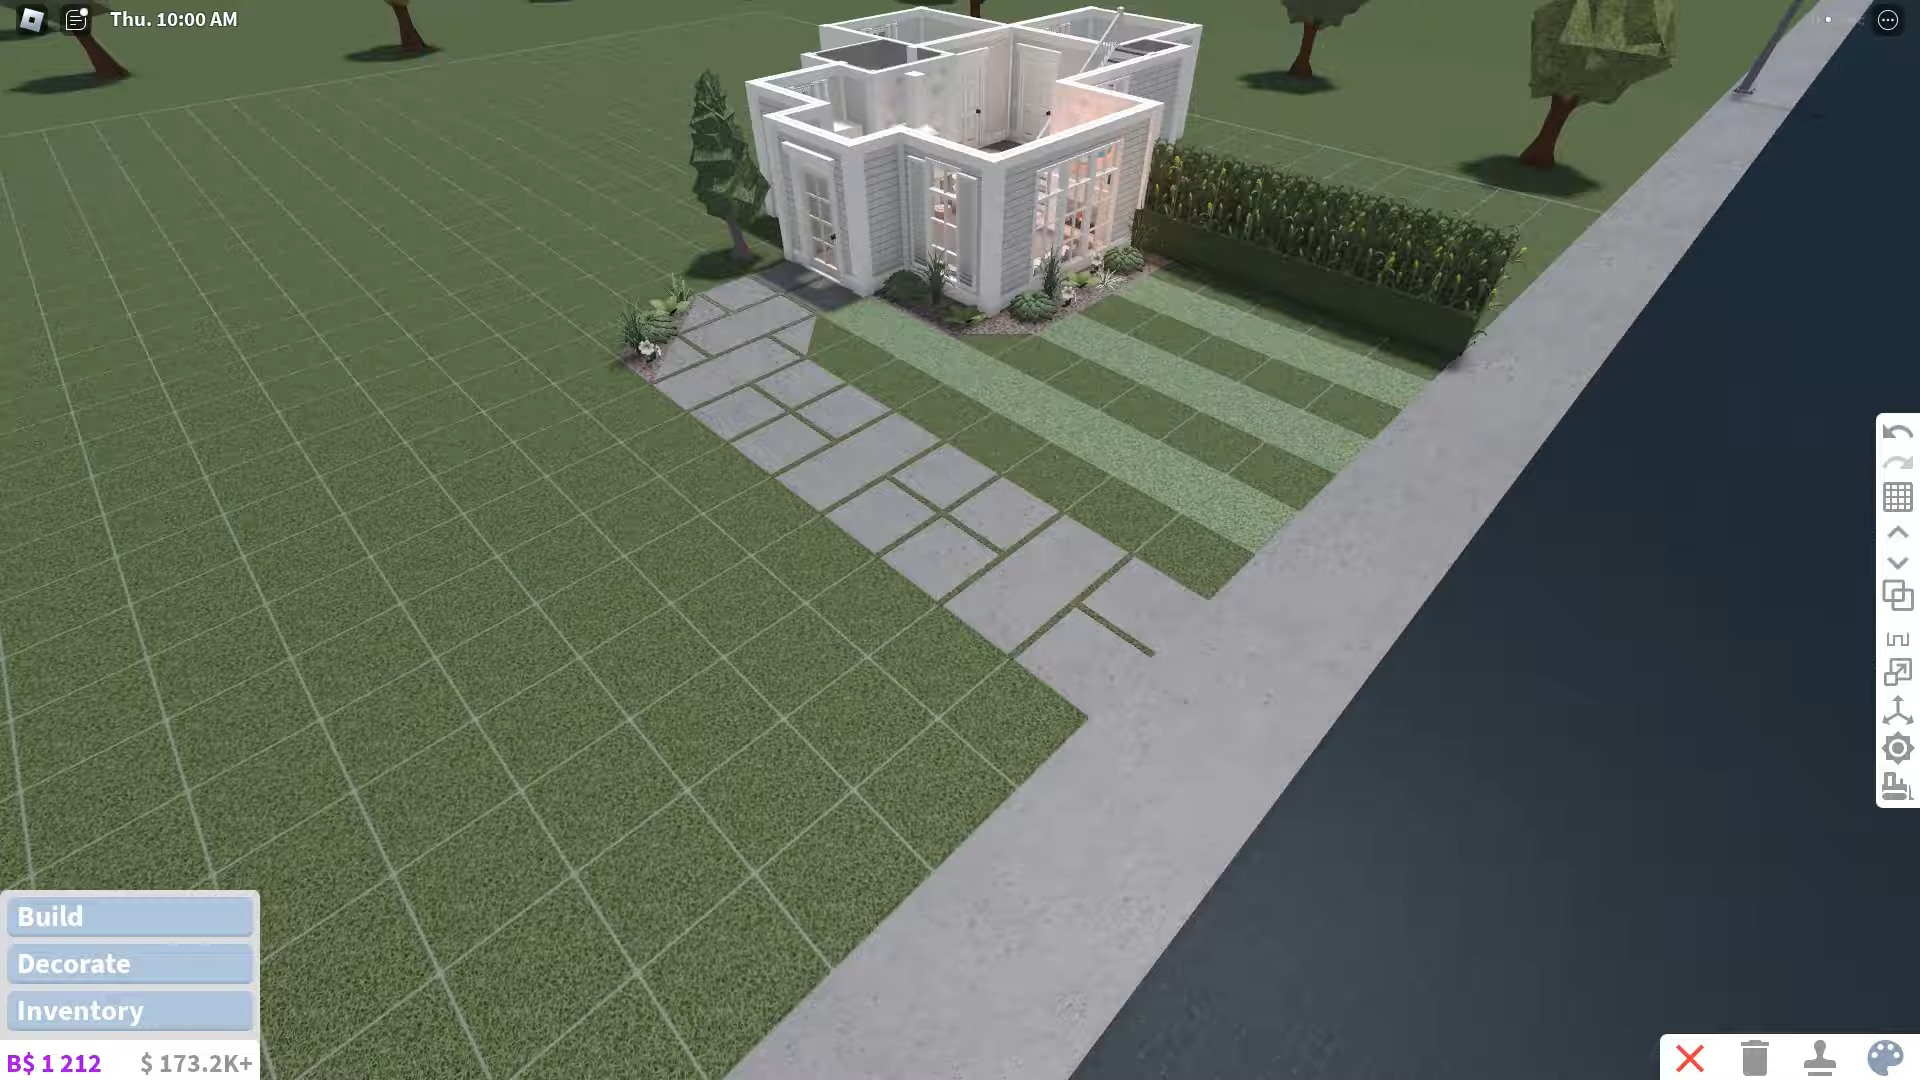 Thu. 10:00 AM
Build
Decorate
Inventory
B$ 1 212 $ 173.2K+